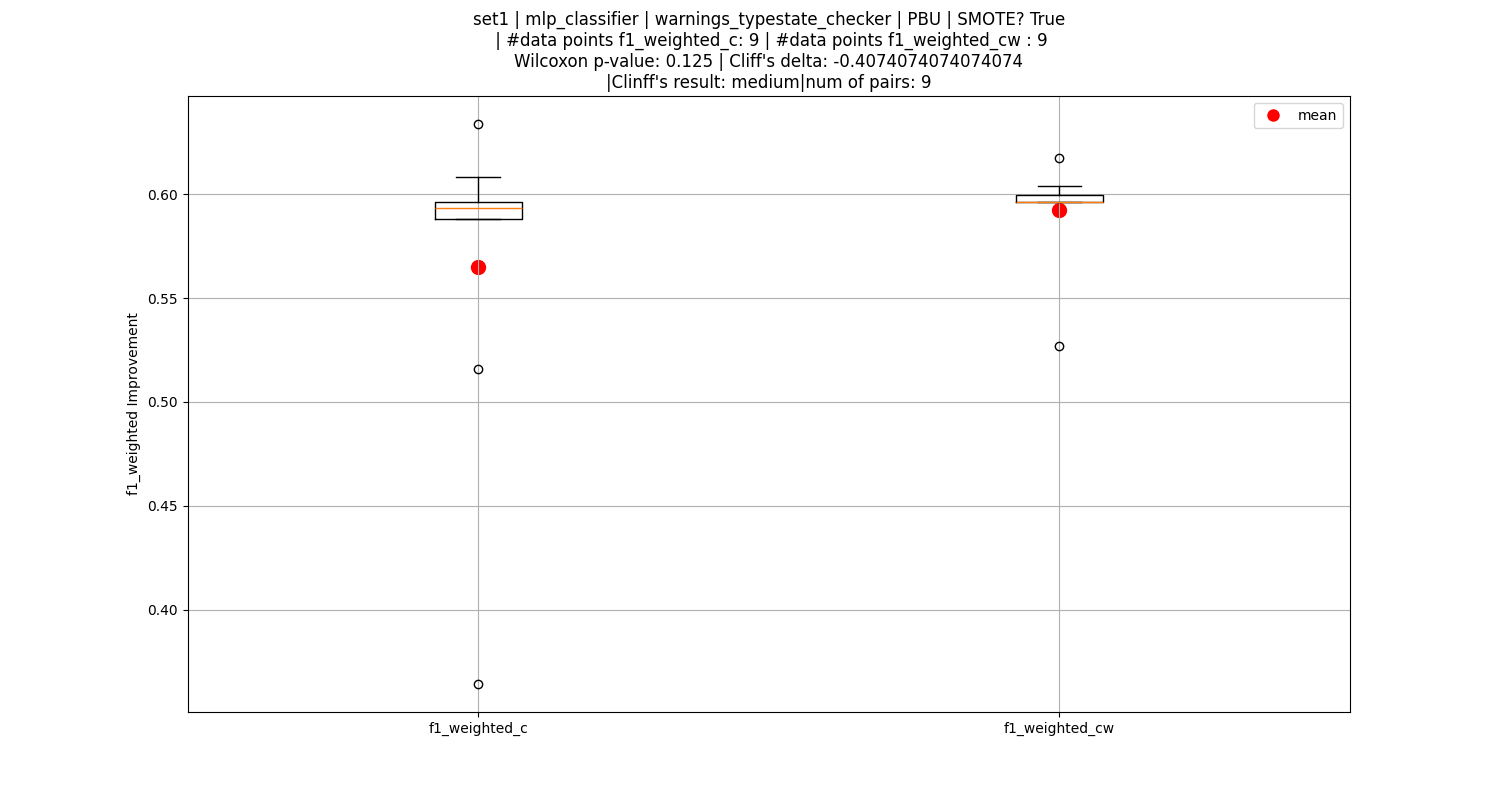 set1 | mlp_classifier | warnings_typestate_checker | PBU | SMOTE? True
| #data points f1_weighted_c: 9 | #data points f1_weighted_cw : 9
Wilcoxon p-value: 0.125 | Cliff's delta: -0.4074074074074074
|Clinff's result: medium|num of pairs: 9
mean
0.60
0.55
0.50
0.45
0.40
f1_weighted Improvement
f1_weighted_c
f1_weighted_cw